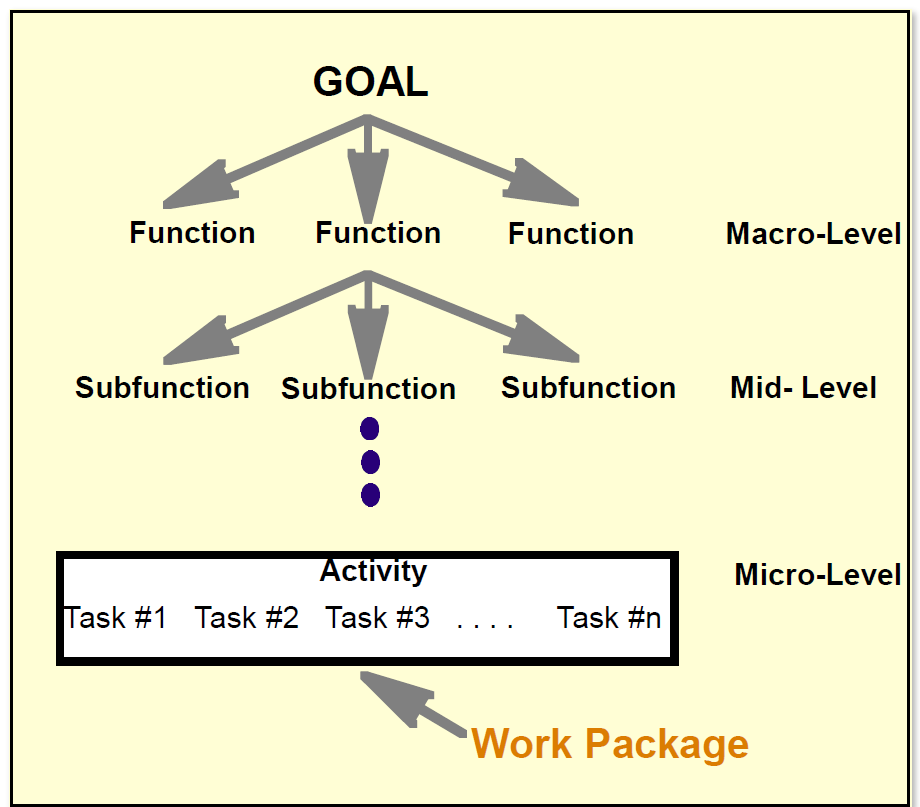 GOAL
Function Function Function Macro-Level
Subfunction Subfunction Subfunction Mid- Level
Activity Micro-Level
Task #1 Task #2 Task #3 . . . . Task #n
Work Package